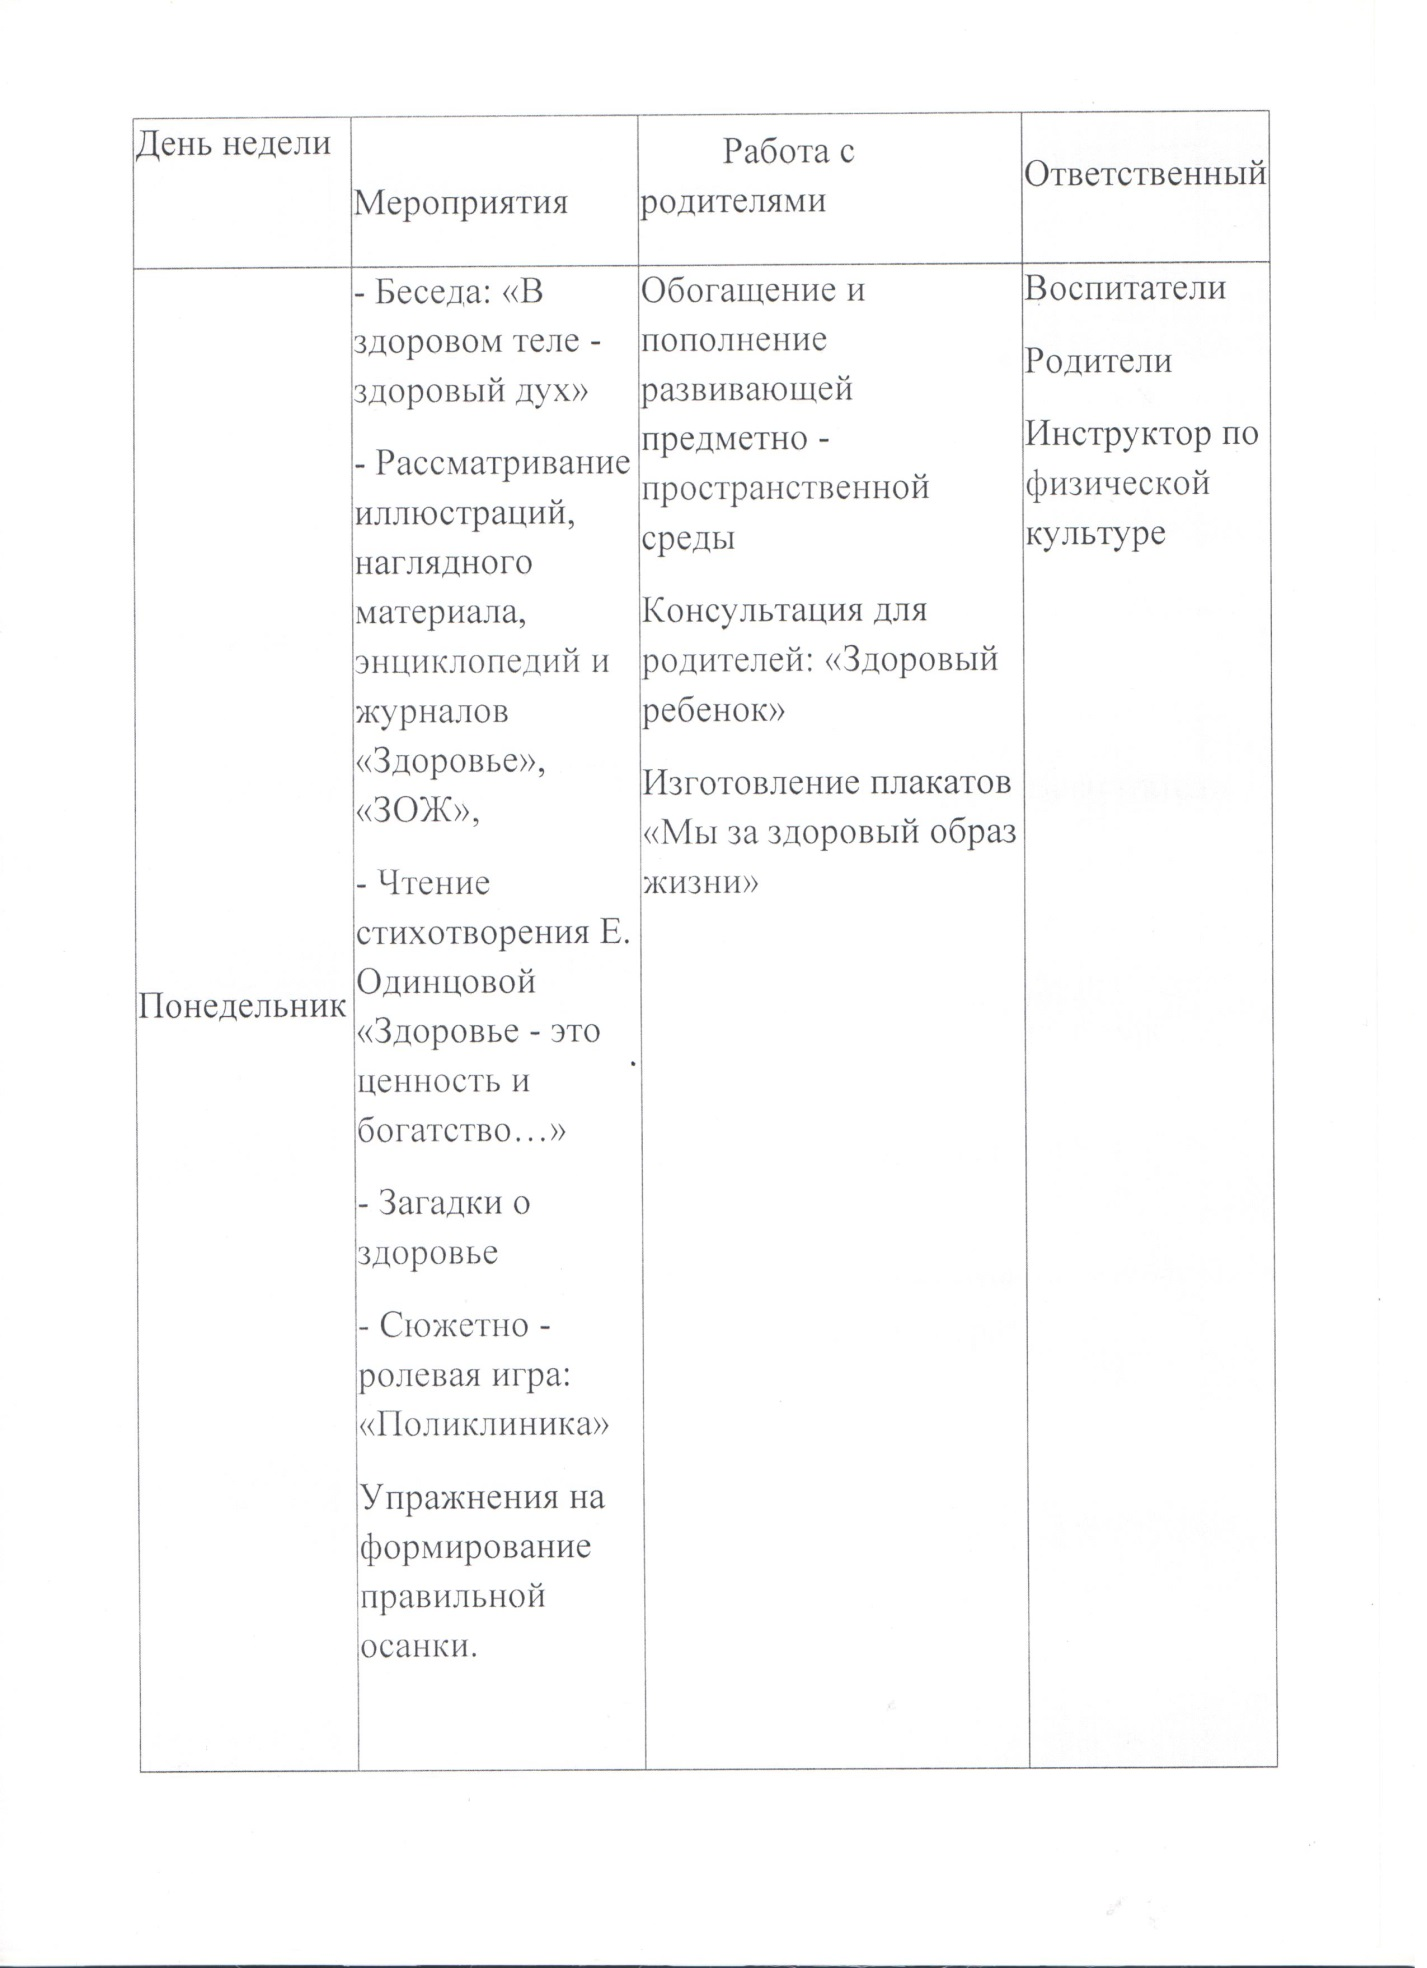 День недели
Мероприятия
Работа с
родителями
Ответственный
Понедельник
- Беседа: «В
здоровом теле -
здоровый дух»
- Рассматривание
иллюстраций,
наглядного
материала,
энциклопедий и
журналов
«Здоровье»,
«ЗОЖ»,
- Чтение
стихотворения Е.
Одинцовой
«Здоровье - это
ценность и
богатство...»
- Загадки о
здоровье
- Сюжетно -
ролевая игра:
«Поликлиника»
Упражнения на
формирование
правильной
осанки.
Обогащение и
пополнение
развивающей
предметно -
пространственной
среды
Консультация для
родителей: «Здоровый
ребенок»
Изготовление плакатов
«Мы за здоровый образ
жизни»
Воспитатели
Родители
Инструктор по
физической
культуре